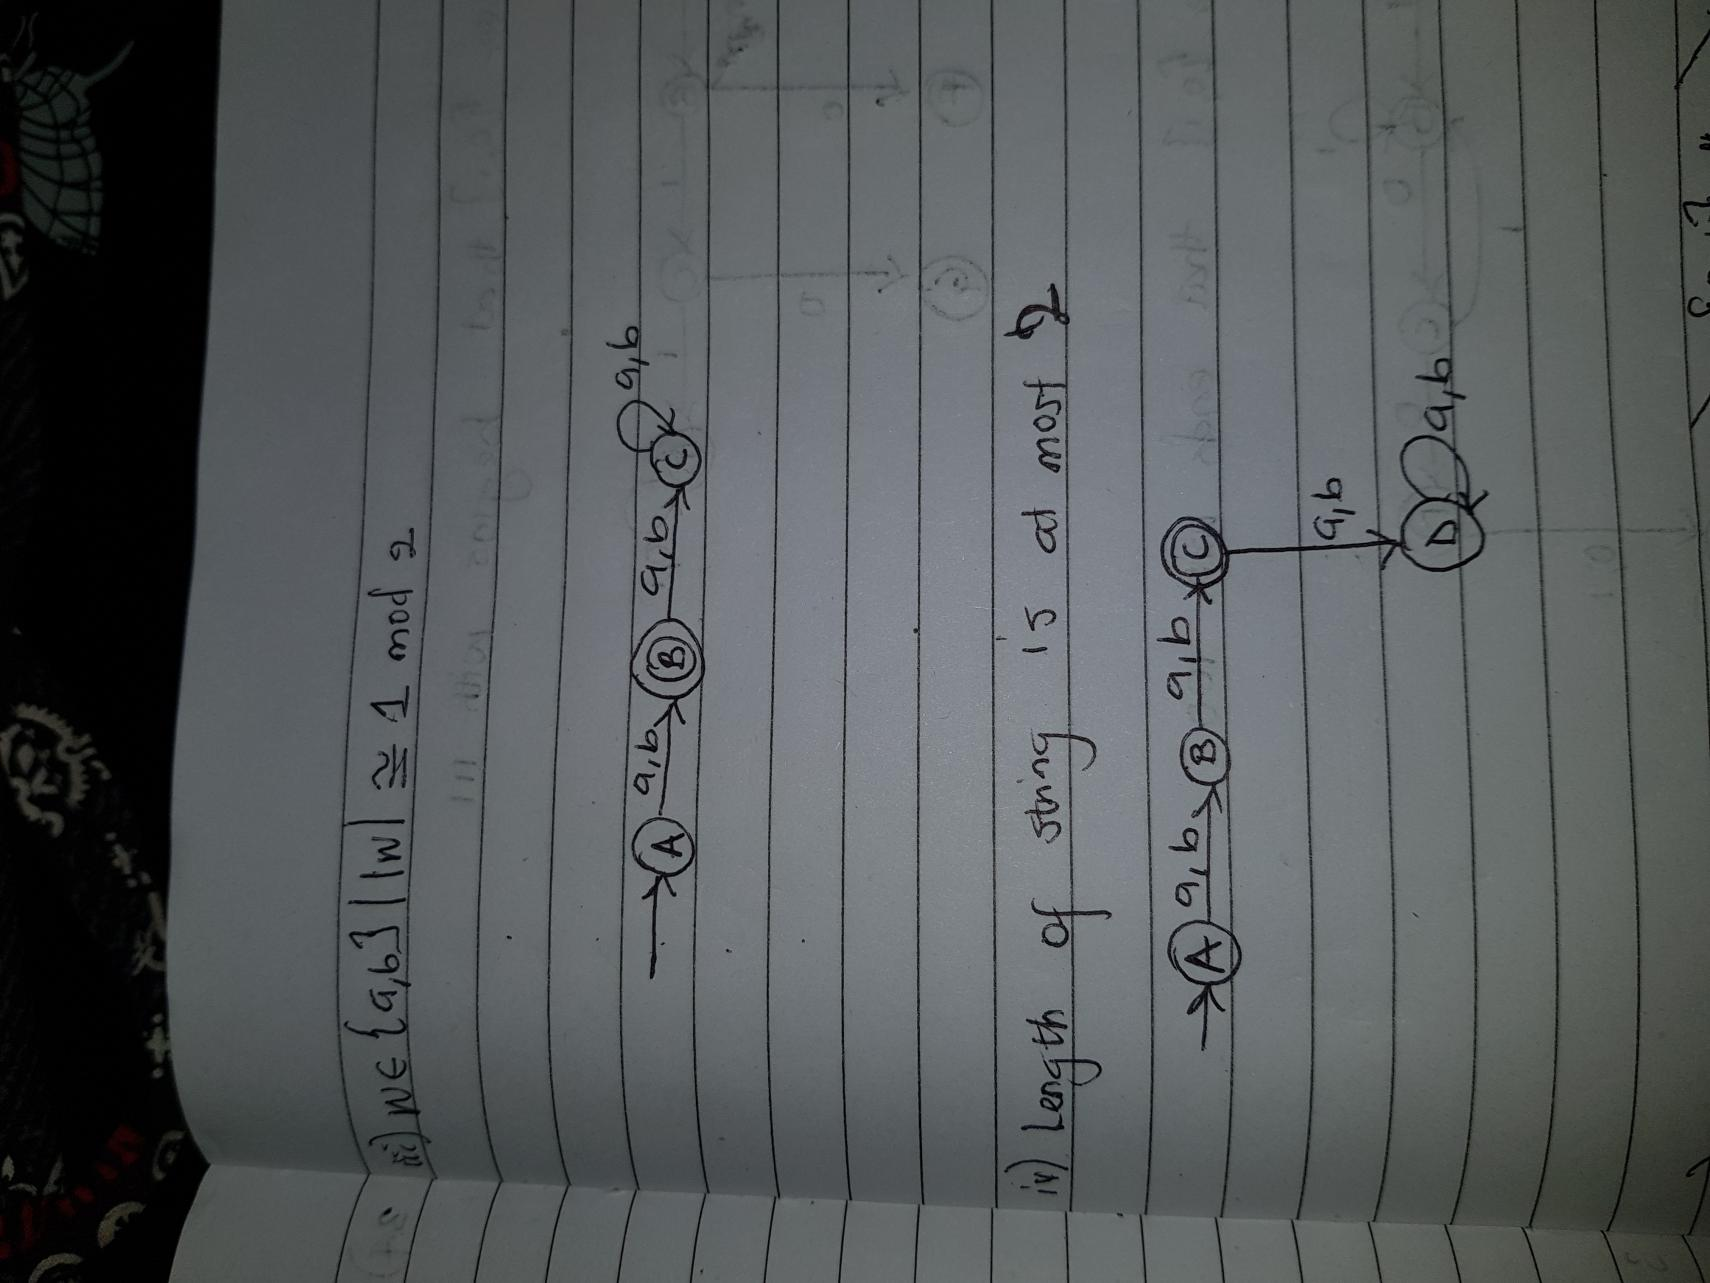 iii) W∈ {a,b} | |W| ≅ 1 mod 2
A a,b B a,b C a,b
iv) Length of string is at most 2
A a,b B a,b C
a,b
D a,b